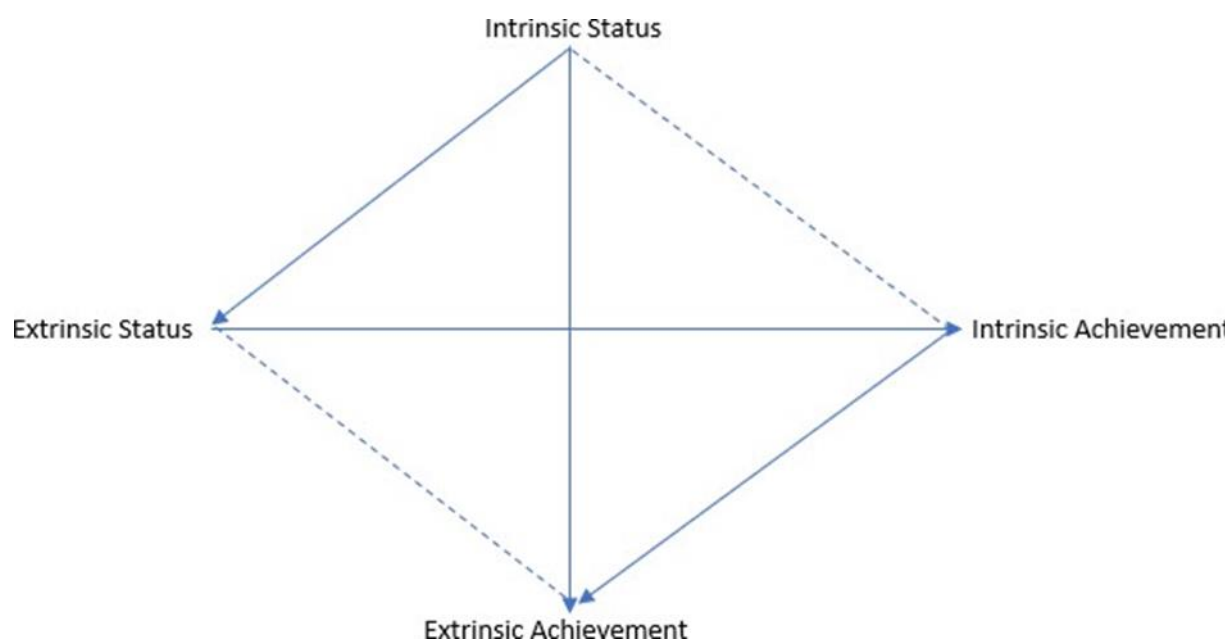 Intrinsic Status
Extrinsic Status
Intrinsic Achievement
Extrinsic Achievement